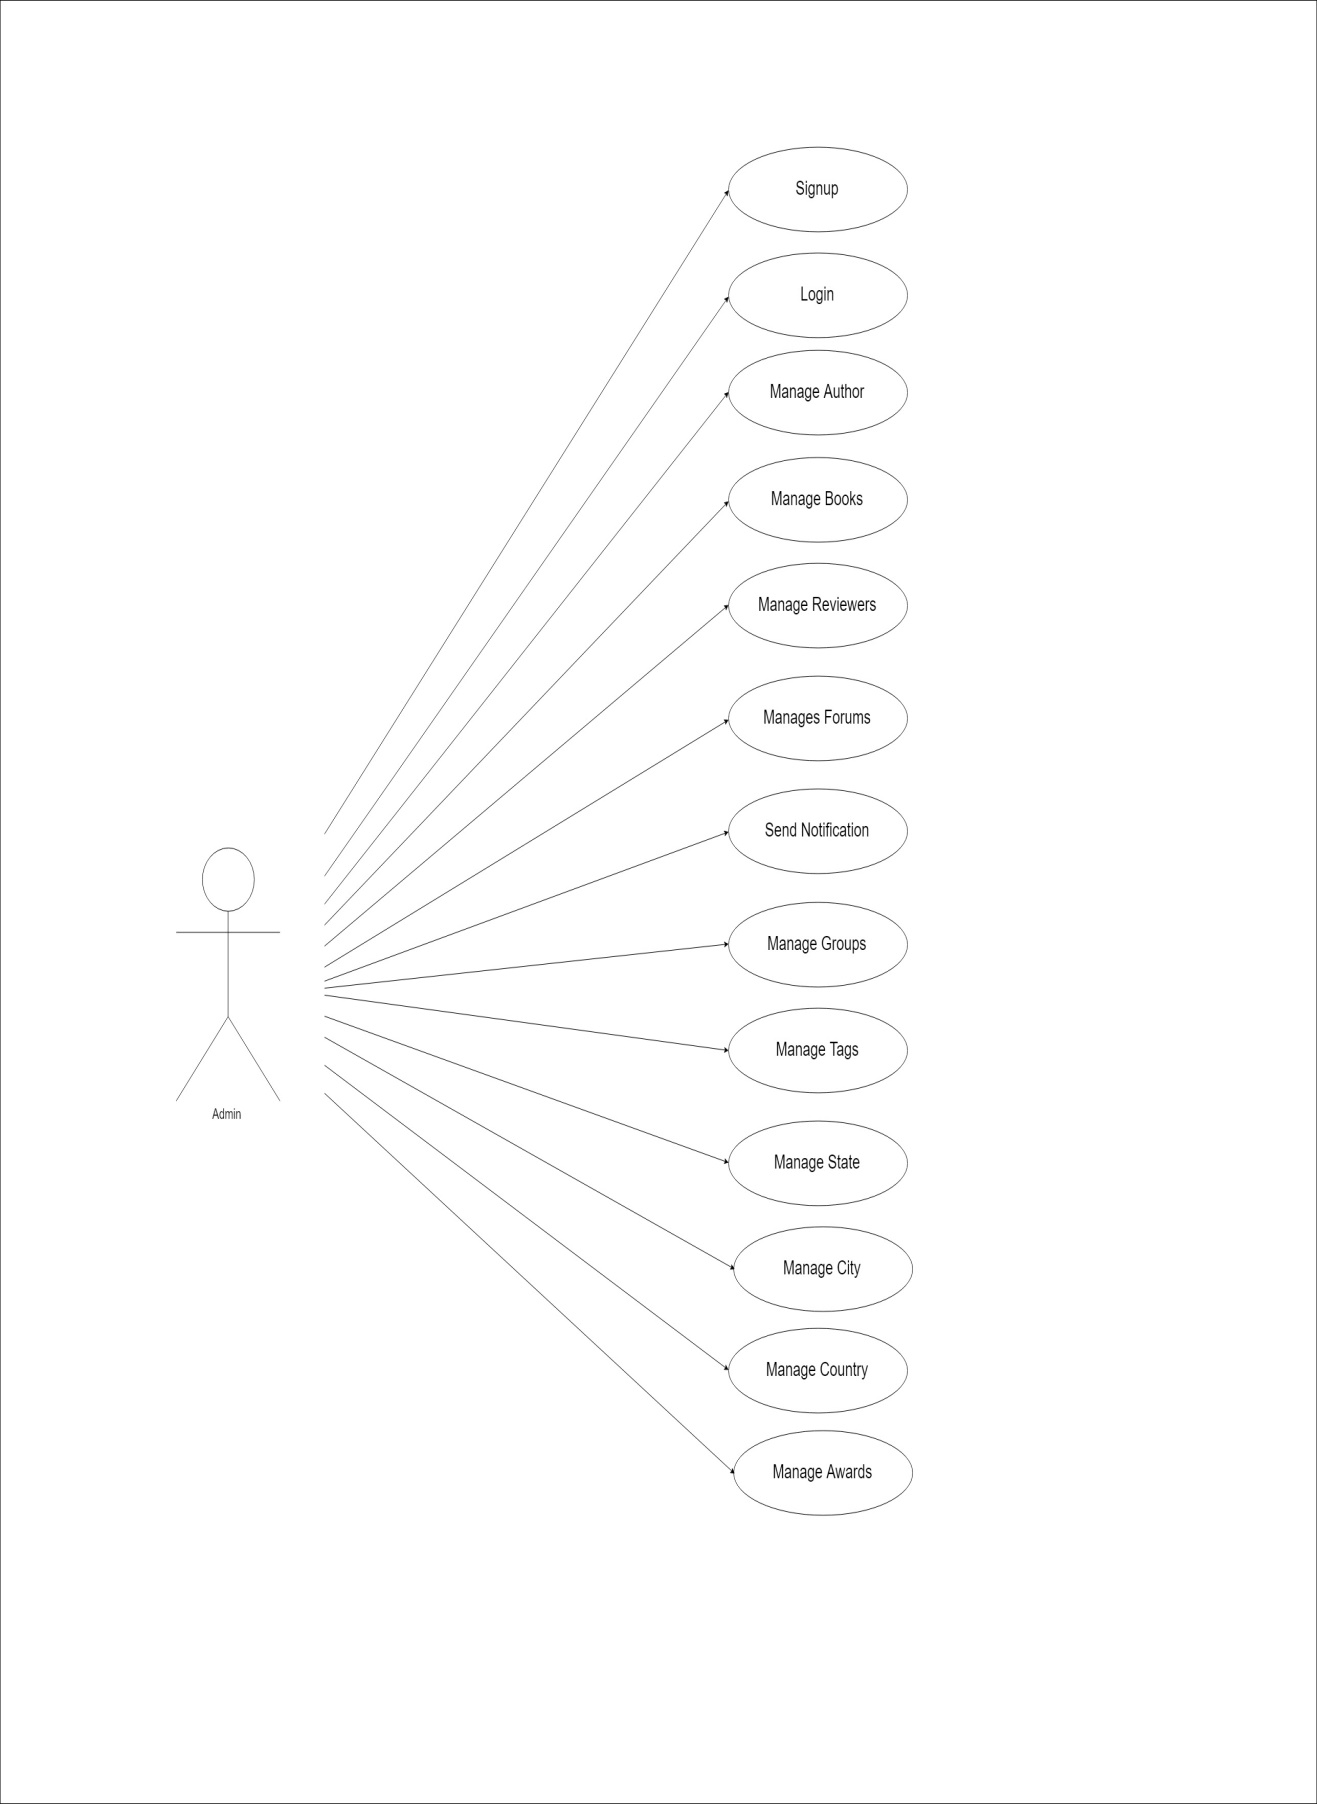 Signup
Login
Manage Author
Manage Books
Manage Reviewers
Manages Forums
Send Notification
Manage Groups
Manage Tags
Admin
Manage State
Manage City
Manage Country
Manage Awards